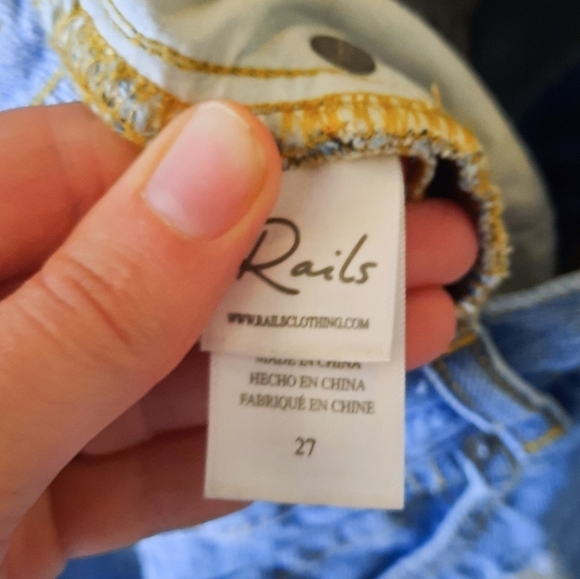 Rails
WWW.RAILSCLOTHING.COM
MADE IN CHINA
HECHO EN CHINA
FABRIQUÉ EN CHINE
27